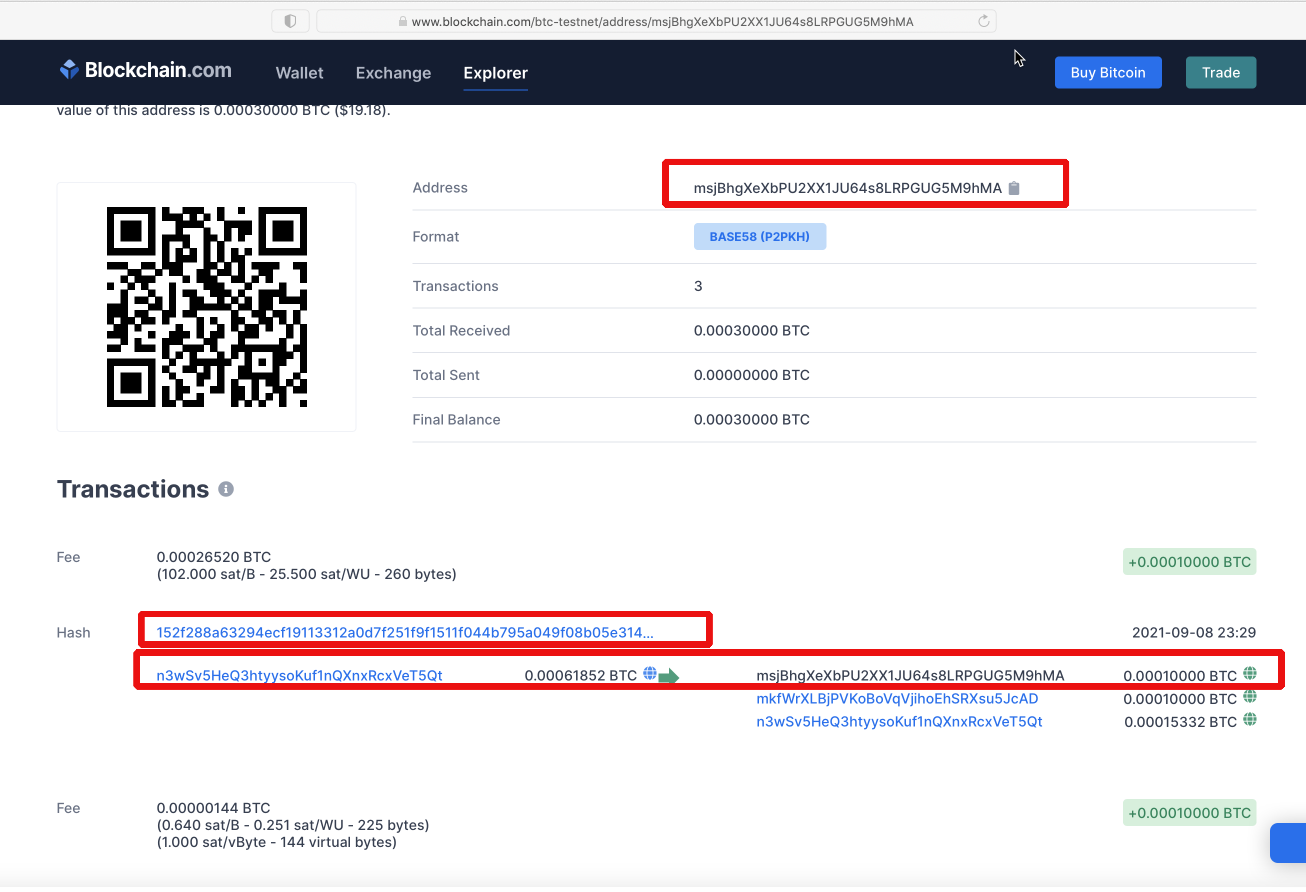 www.blockchain.com/btc-testnet/address/msjBhgXeXbPU2XX1JU64s8LRPGUG5M9hMA
Blockchain.com Wallet Exchange Explorer Buy Bitcoin Trade
value of this address is 0.00030000 BTC ($19.18).
Address msjBhgXeXbPU2XX1JU64s8LRPGUG5M9hMA
Format BASE58 (P2PKH)
Transactions 3
Total Received 0.00030000 BTC
Total Sent 0.00000000 BTC
Final Balance 0.00030000 BTC
Transactions
Fee 0.00026520 BTC +0.00010000 BTC
(102.000 sat/B - 25.500 sat/WU - 260 bytes)
Hash 152f288a63294ecf19113312a0d7f251f9f1511f044b795a049f08b05e314... 2021-09-08 23:29
n3wSv5HeQ3htyysoKuf1nQXnxRcxVeT5Qt 0.00061852 BTC msjBhgXeXbPU2XX1JU64s8LRPGUG5M9hMA 0.00010000 BTC
mkfWrXLBjPVKoBoVqVjihoEhSRXsu5JcAD 0.00010000 BTC
n3wSv5HeQ3htyysoKuf1nQXnxRcxVeT5Qt 0.00015332 BTC
Fee 0.00000144 BTC +0.00010000 BTC
(0.640 sat/B - 0.251 sat/WU - 225 bytes)
(1.000 sat/vByte - 144 virtual bytes)